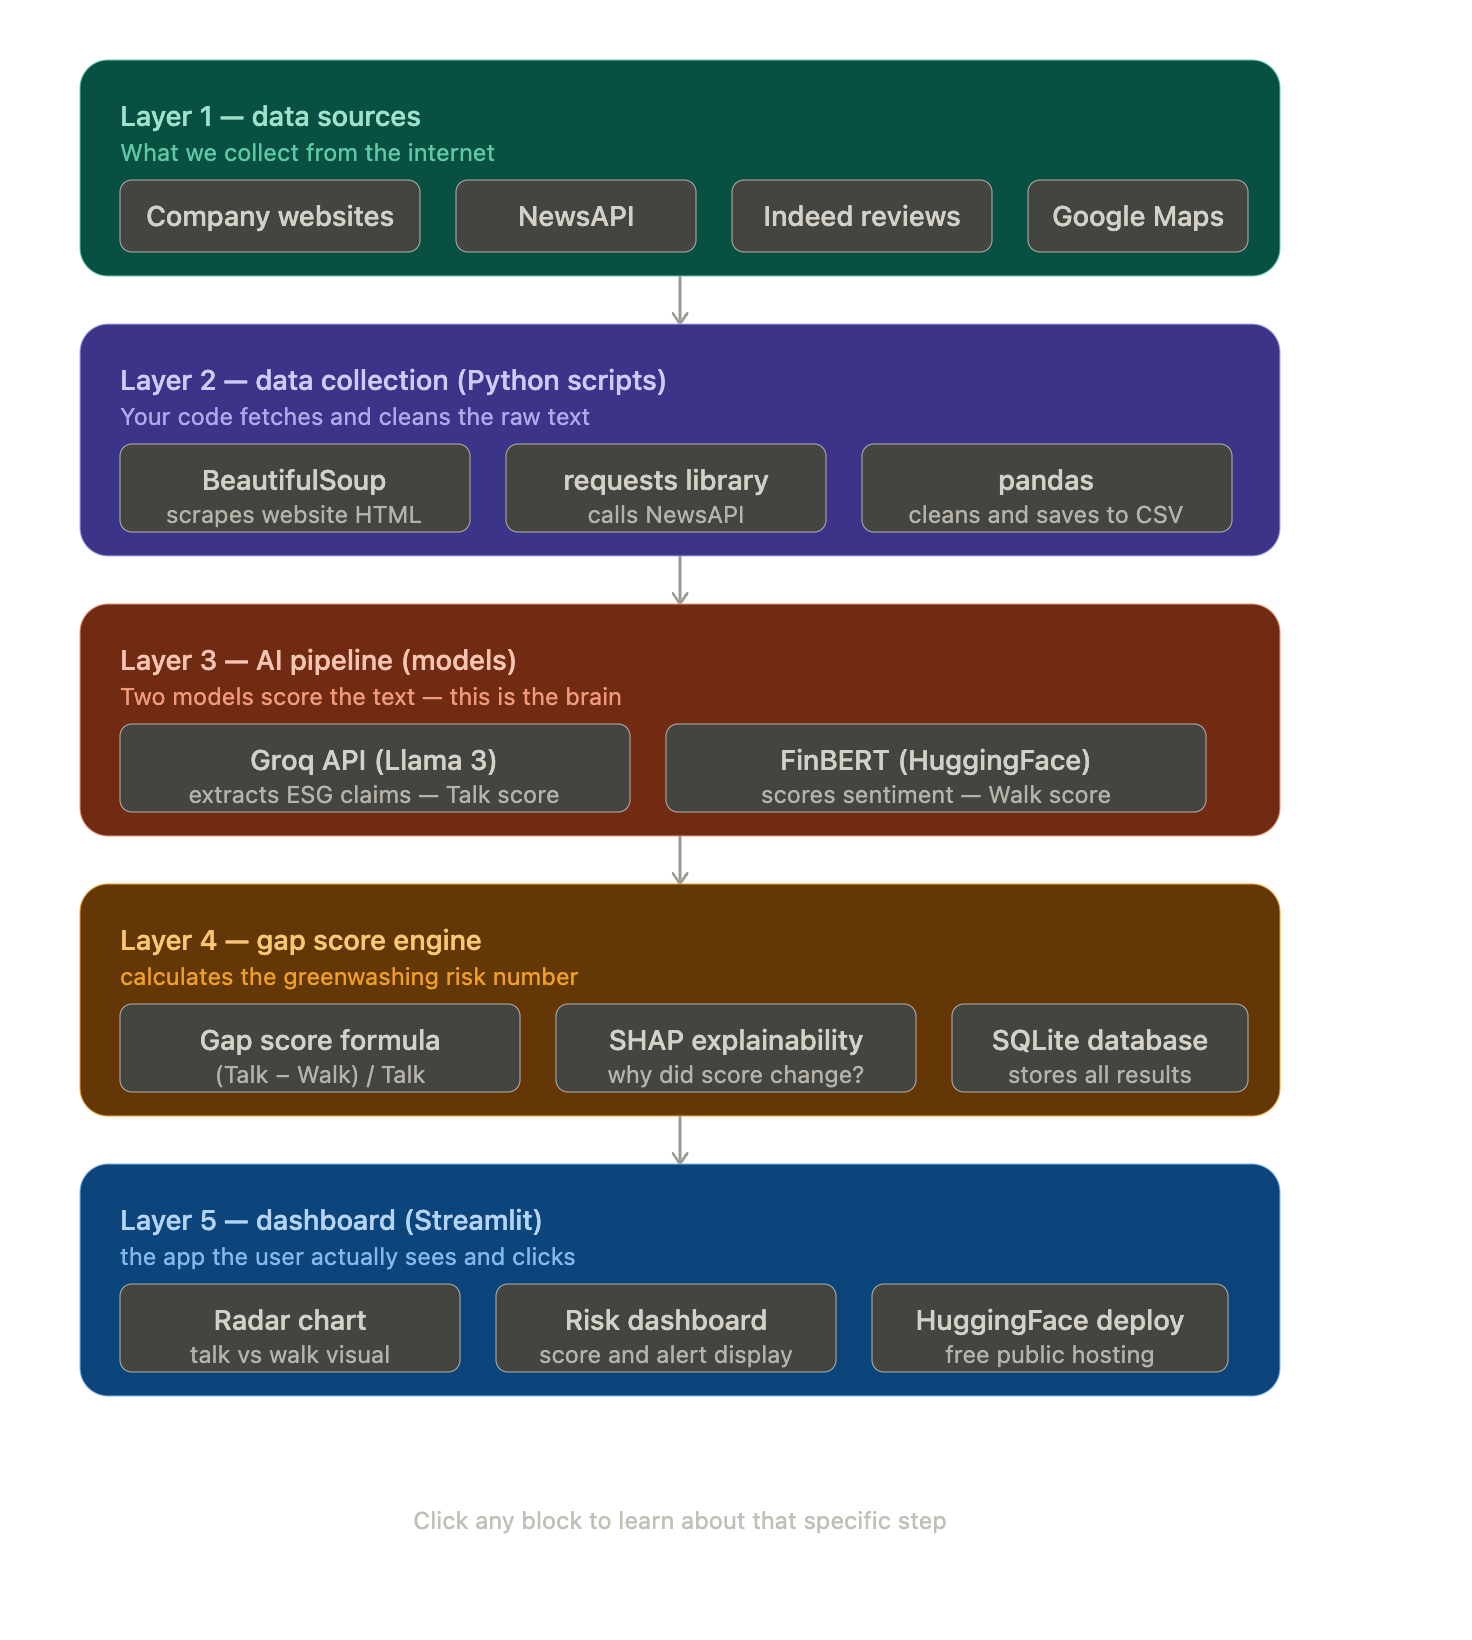 Layer 1 — data sources
What we collect from the internet
Company websites
NewsAPI
Indeed reviews
Google Maps
Layer 2 — data collection (Python scripts)
Your code fetches and cleans the raw text
BeautifulSoup
scrapes website HTML
requests library
calls NewsAPI
pandas
cleans and saves to CSV
Layer 3 — AI pipeline (models)
Two models score the text — this is the brain
Groq API (Llama 3)
extracts ESG claims — Talk score
FinBERT (HuggingFace)
scores sentiment — Walk score
Layer 4 — gap score engine
calculates the greenwashing risk number
Gap score formula
(Talk – Walk) / Talk
SHAP explainability
why did score change?
SQLite database
stores all results
Layer 5 — dashboard (Streamlit)
the app the user actually sees and clicks
Radar chart
talk vs walk visual
Risk dashboard
score and alert display
HuggingFace deploy
free public hosting
Click any block to learn about that specific step